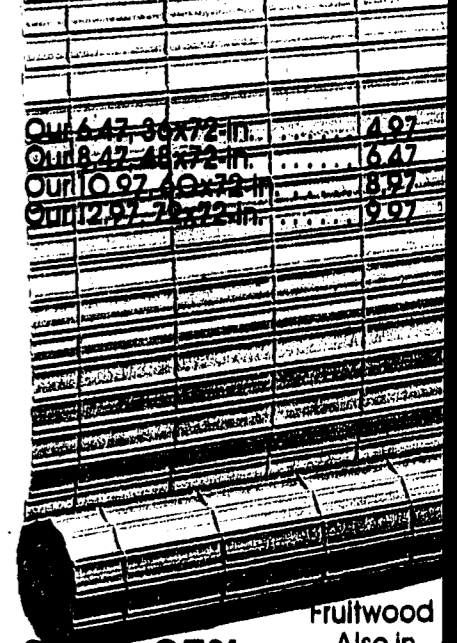 Our 6.47, 36x72-in. ...... 4.97
Our 8.47, 48x72-in. ...... 6.47
Our 10.97, 60x72-in. ...... 8.97
Our 12.97, 72x72-in. ...... 9.97
Fruitwood
Also in